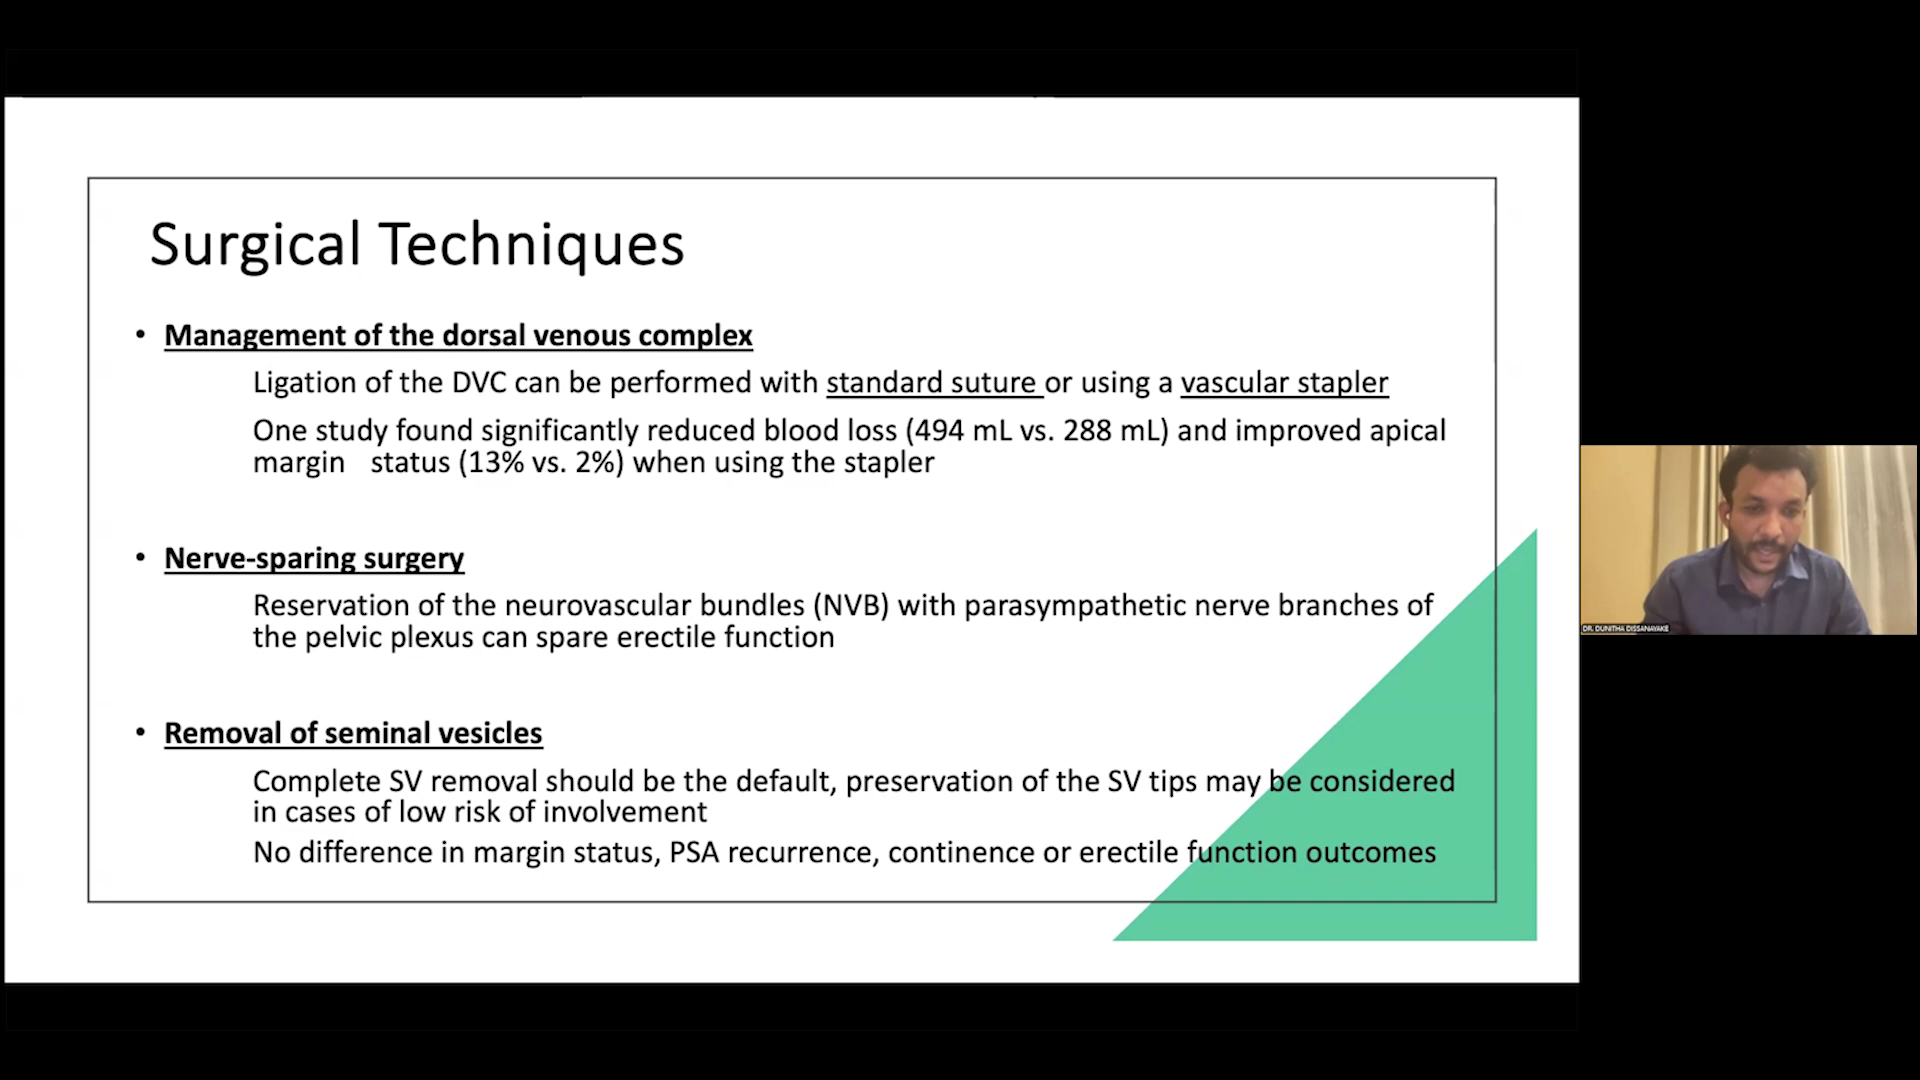 Surgical Techniques
• Management of the dorsal venous complex
Ligation of the DVC can be performed with standard suture or using a vascular stapler
One study found significantly reduced blood loss (494 mL vs. 288 mL) and improved apical
margin status (13% vs. 2%) when using the stapler
• Nerve-sparing surgery
Reservation of the neurovascular bundles (NVB) with parasympathetic nerve branches of
the pelvic plexus can spare erectile function
• Removal of seminal vesicles
Complete SV removal should be the default, preservation of the SV tips may be considered
in cases of low risk of involvement
No difference in margin status, PSA recurrence, continence or erectile function outcomes
DR. DUNITHA DISSANAYAKE